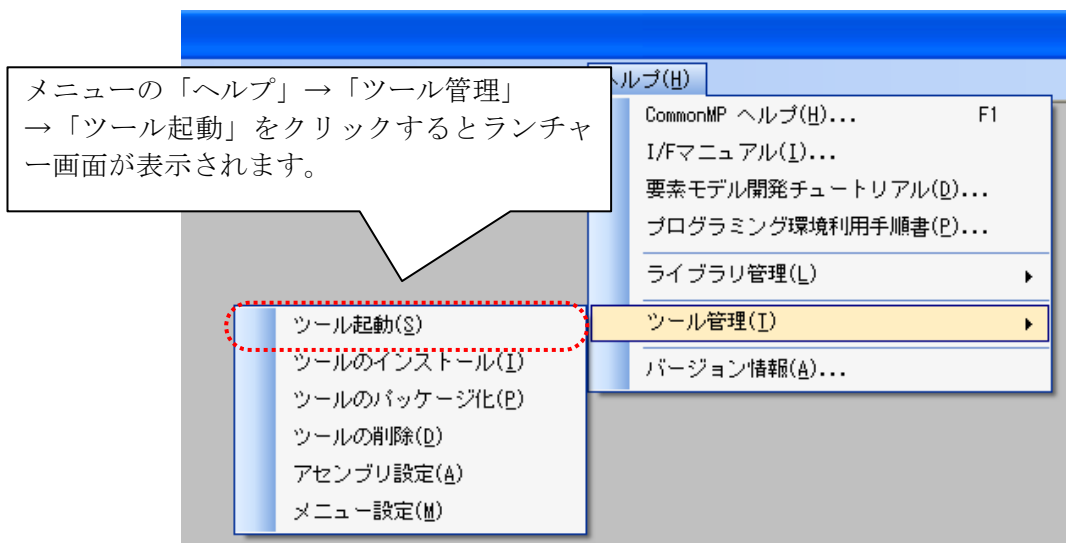 メニューの「ヘルプ」→「ツール管理」
→「ツール起動」をクリックするとランチャ
ー画面が表示されます。
ルプ(H)
CommonMP ヘルプ(H)... F1
I/Fマニュアル(I)...
要素モデル開発チュートリアル(D)...
プログラミング環境利用手順書(P)...
ライブラリ管理(L)
ツール管理(T)
バージョン情報(A)...
ツール起動(S)
ツールのインストール(I)
ツールのパッケージ化(P)
ツールの削除(D)
アセンブリ設定(A)
メニュー設定(M)